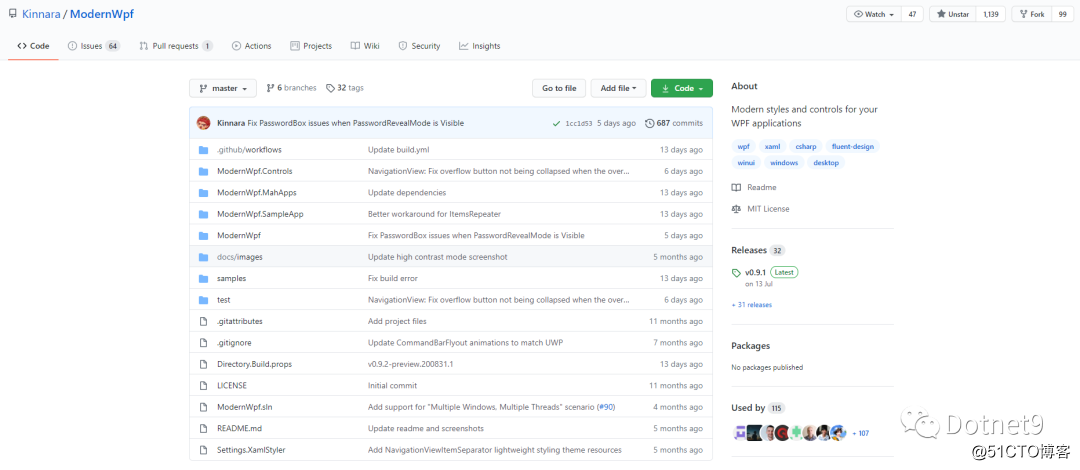 Kinnara / ModernWpf
Watch 47 Unstar 1,139 Fork 99
Code Issues 64 Pull requests 1 Actions Projects Wiki Security Insights
master 6 branches 32 tags Go to file Add file Code
Kinnara Fix PasswordBox issues when PasswordRevealMode is Visible 1cc1d53 5 days ago 687 commits
.github/workflows Update build.yml 13 days ago
ModernWpf.Controls NavigationView: Fix overflow button not being collapsed when the over... 6 days ago
ModernWpf.MahApps Update dependencies 13 days ago
ModernWpf.SampleApp Better workaround for ItemsRepeater 13 days ago
ModernWpf Fix PasswordBox issues when PasswordRevealMode is Visible 5 days ago
docs/images Update high contrast mode screenshot 5 months ago
samples Fix build error 13 days ago
test NavigationView: Fix overflow button not being collapsed when the over... 6 days ago
.gitattributes Add project files 11 months ago
.gitignore Update CommandBarFlyout animations to match UWP 7 months ago
Directory.Build.props v0.9.2-preview.200831.1 13 days ago
LICENSE Initial commit 11 months ago
ModernWpf.sln Add support for "Multiple Windows. Multiple Threads" scenario (#90) 4 months ago
README.md Update readme and screenshots 5 months ago
Settings.XamlStyler Add NavigationViewItemSeparator lightweight styling theme resources 5 months ago
About
Modern styles and controls for your
WPF applications
wpf xaml csharp fluent-design
winui windows desktop
Readme
MIT License
Releases 32
v0.9.1 Latest
on 13 Jul
+ 31 releases
Packages
No packages published
Used by 115
+ 107
Dotnet9
@51CTO博客